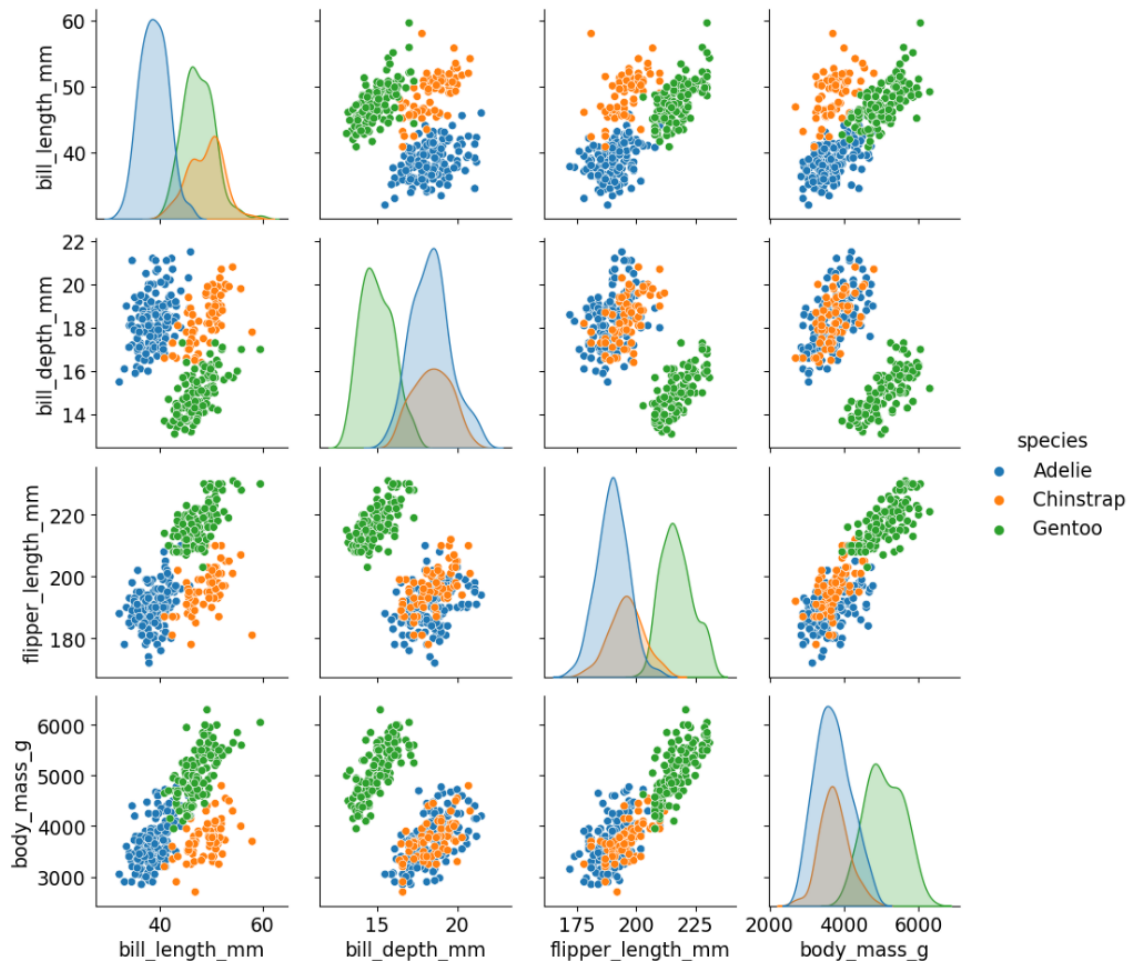 60
50
40
bill_length_mm
22
20
18
16
14
bill_depth_mm
220
200
180
flipper_length_mm
6000
5000
4000
3000
body_mass_g
40 60
15 20
175 200 225
2000 4000 6000
bill_length_mm
bill_depth_mm
flipper_length_mm
body_mass_g
species
Adelie
Chinstrap
Gentoo